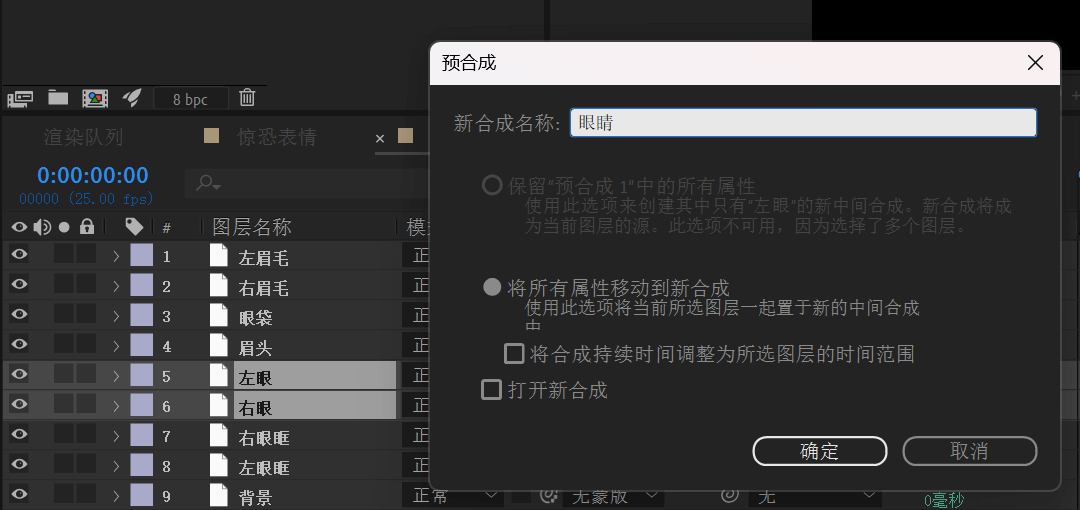 预合成
新合成名称: 眼睛
保留"预合成 1"中的所有属性
使用此选项来创建其中只有"左眼"的新中间合成。新合成将成
为当前图层的源。此选项不可用，因为选择了多个图层。
将所有属性移动到新合成
使用此选项将当前所选图层一起置于新的中间合成
中
将合成持续时间调整为所选图层的时间范围
打开新合成
确定 取消
8 bpc
渲染队列 惊恐表情 ×
0:00:00:00
00000 (25.00 fps)
# 图层名称 模
1 左眉毛 正
2 右眉毛 正
3 眼袋 正
4 眉头 正
5 左眼 正
6 右眼 正
7 右眼眶 正
8 左眼眶 正
9 背景 正常 无蒙版 无 0毫秒